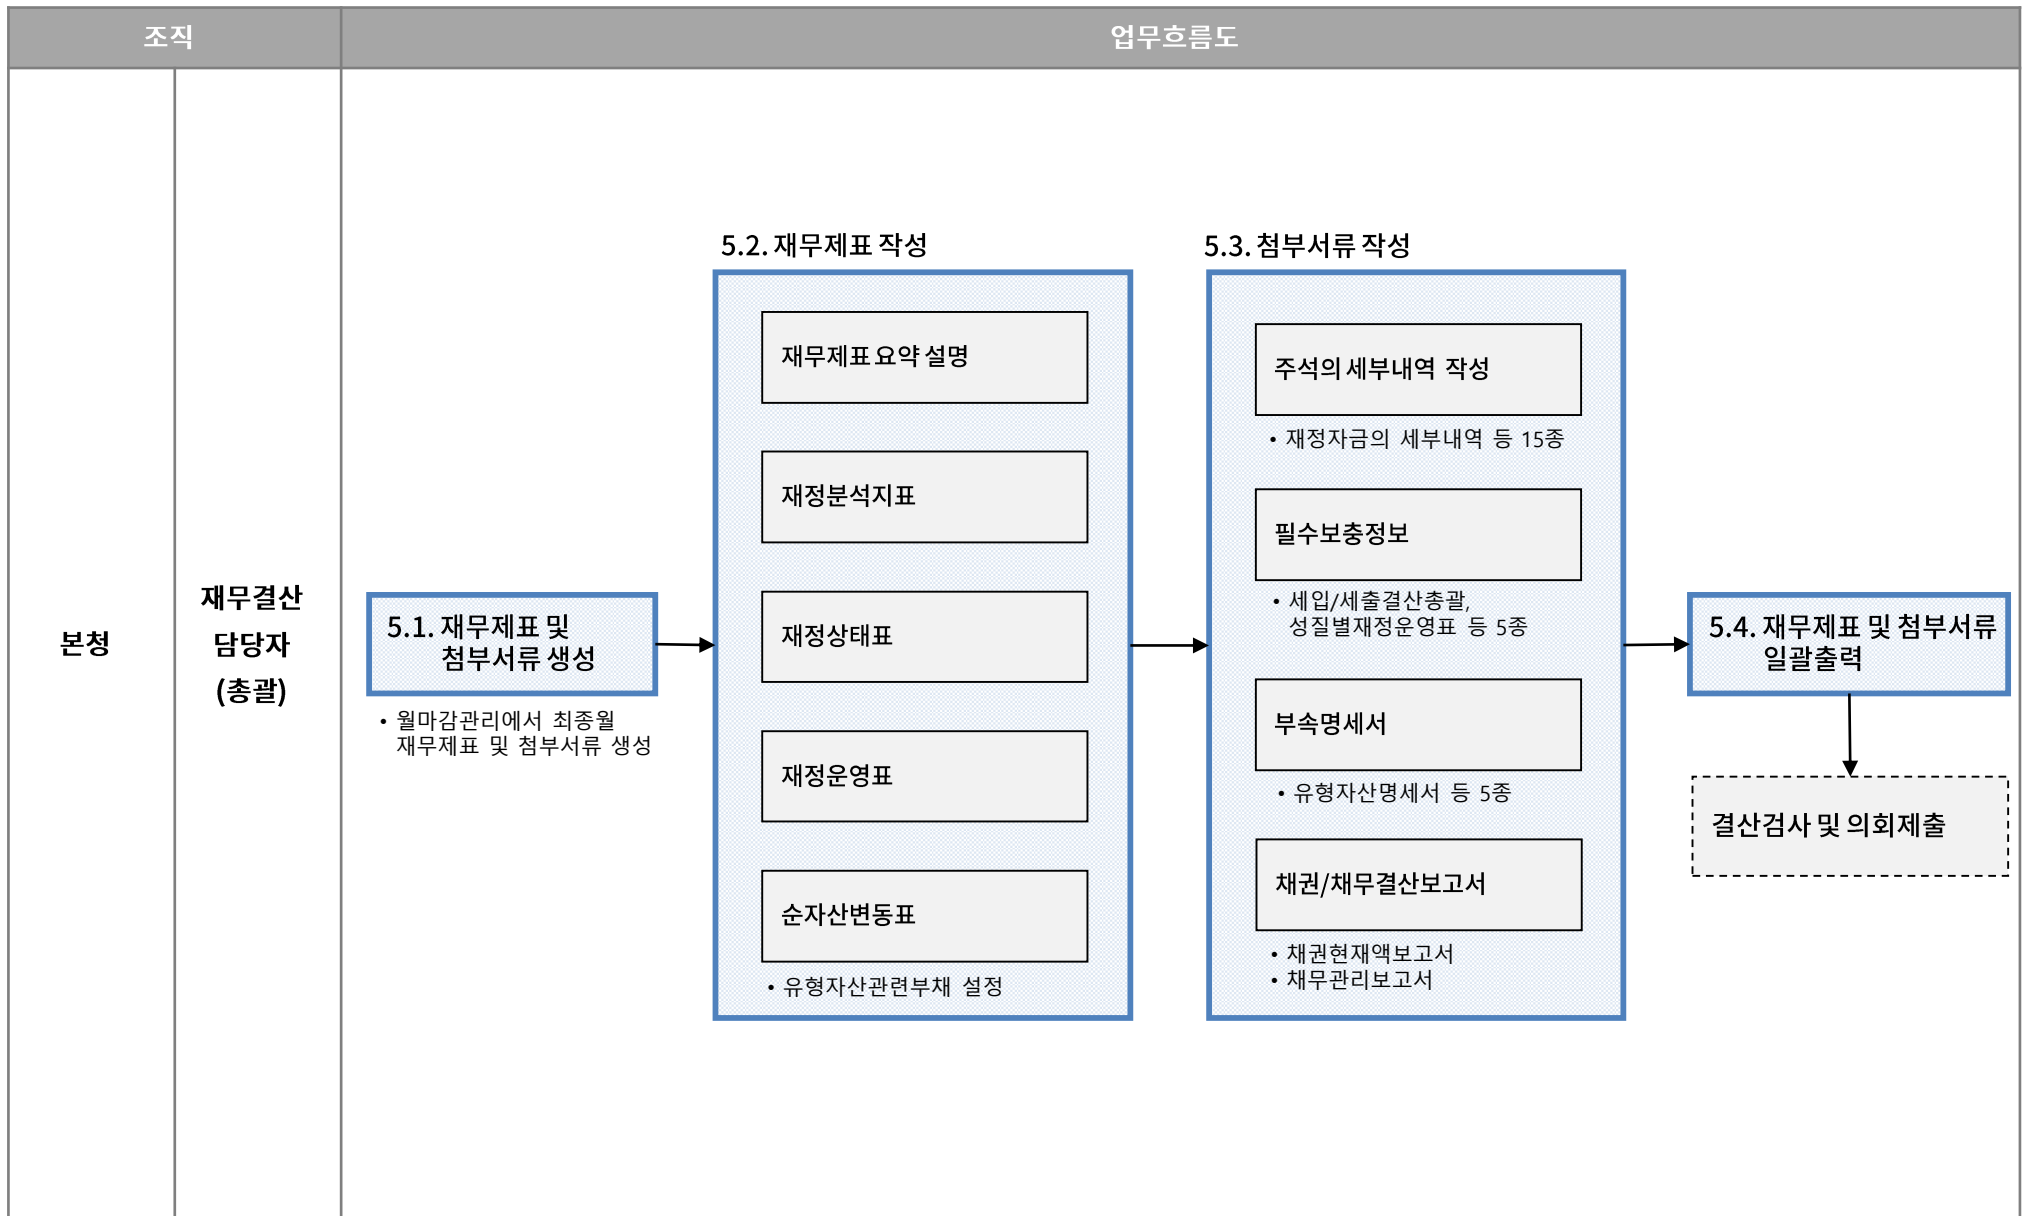 조직
업무흐름도
본청
재무결산
담당자
(총괄)
5.1. 재무제표 및
첨부서류 생성
• 월마감관리에서 최종월
재무제표 및 첨부서류 생성
5.2. 재무제표 작성
재무제표 요약 설명
재정분석지표
재정상태표
재정운영표
순자산변동표
• 유형자산관련부채 설정
5.3. 첨부서류 작성
주석의 세부내역 작성
• 재정자금의 세부내역 등 15종
필수보충정보
• 세입/세출결산총괄,
성질별재정운영표 등 5종
부속명세서
• 유형자산명세서 등 5종
채권/채무결산보고서
• 채권현재액보고서
• 채무관리보고서
5.4. 재무제표 및 첨부서류
일괄출력
결산검사 및 의회제출